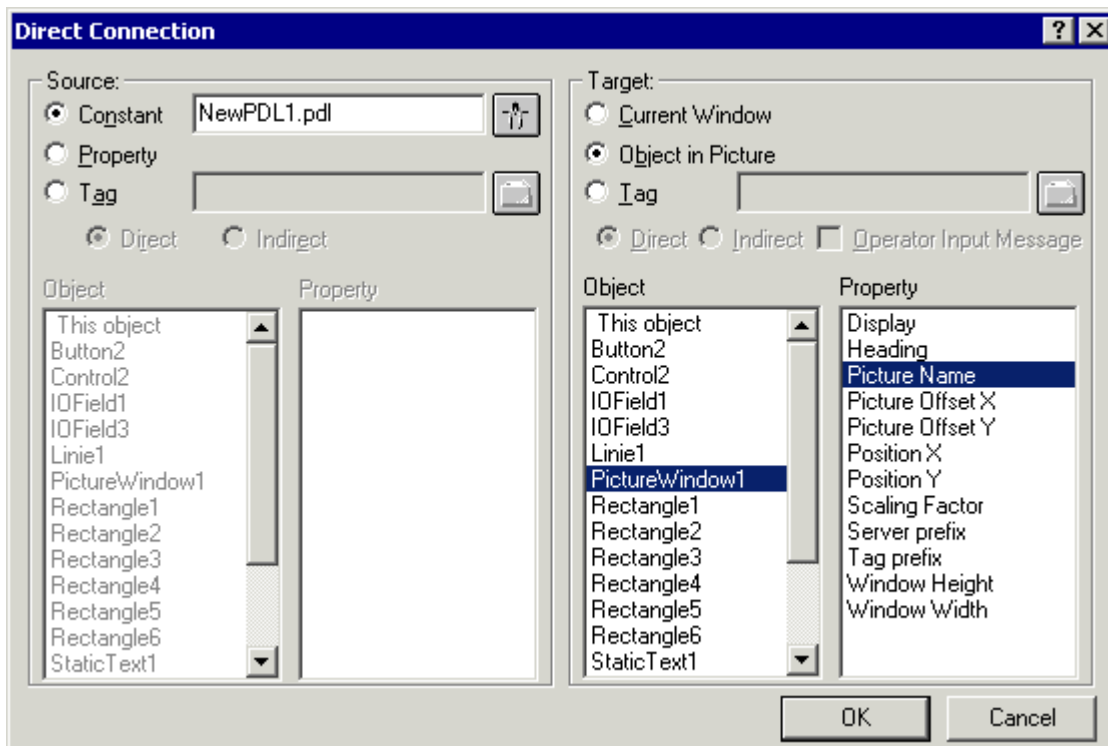 Direct Connection
Source:
Constant NewPDL1.pdl
Property
Tag
Direct Indirect
Object Property
This object
Button2
Control2
IOField1
IOField3
Linie1
PictureWindow1
Rectangle1
Rectangle2
Rectangle3
Rectangle4
Rectangle5
Rectangle6
StaticText1
Target:
Current Window
Object in Picture
Tag
Direct Indirect Operator Input Message
Object
This object
Button2
Control2
IOField1
IOField3
Linie1
PictureWindow1
Rectangle1
Rectangle2
Rectangle3
Rectangle4
Rectangle5
Rectangle6
StaticText1
Property
Display
Heading
Picture Name
Picture Offset X
Picture Offset Y
Position X
Position Y
Scaling Factor
Server prefix
Tag prefix
Window Height
Window Width
OK Cancel